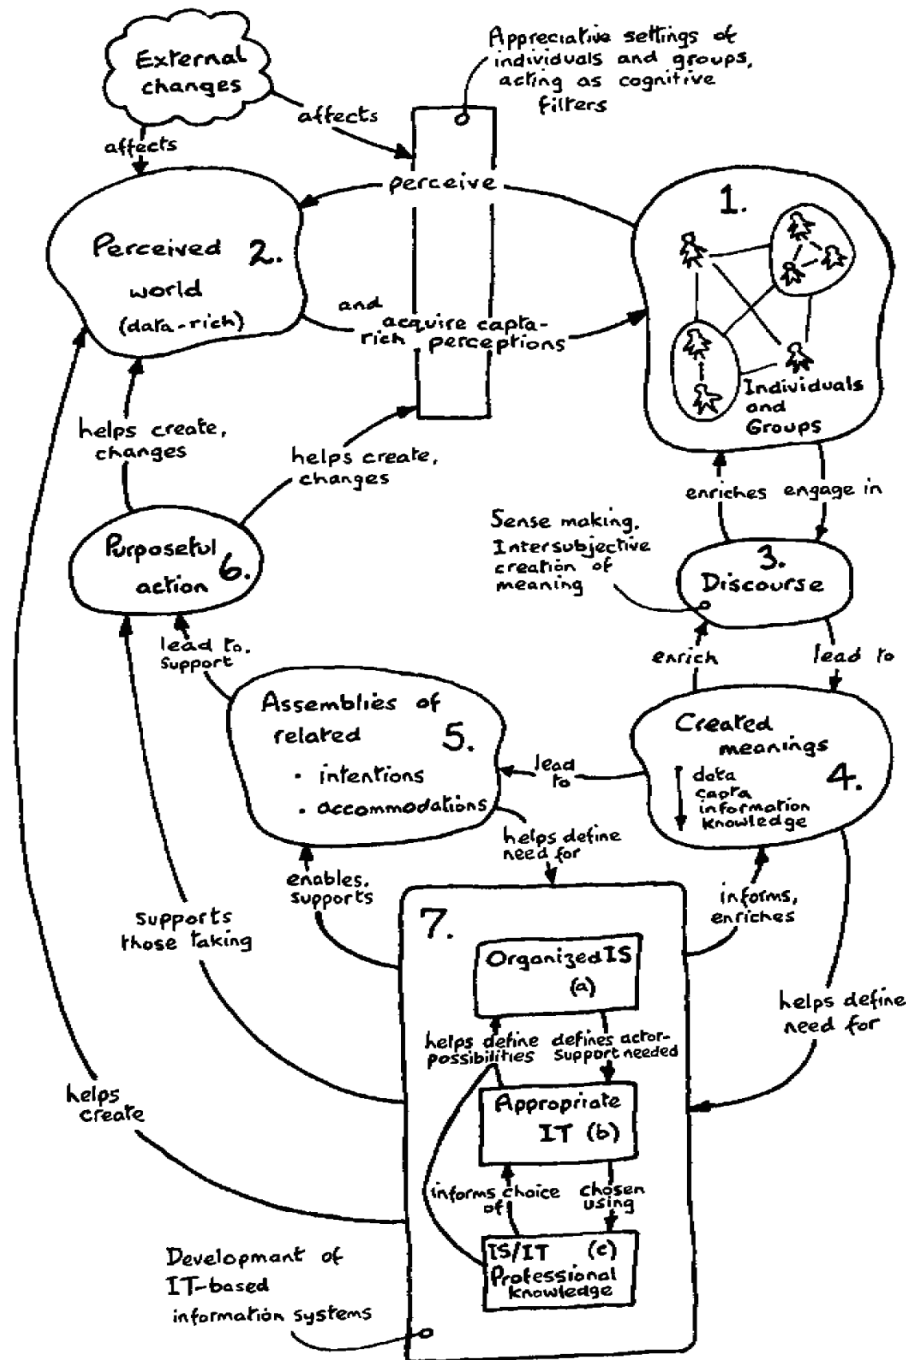 External
changes
Appreciative settings of
individuals and groups,
acting as cognitive
filters
affects
affects
perceive
1.
Perceived 2.
world
(data-rich)
and
acquire capta-
rich perceptions
Individuals
and
Groups
helps create,
changes
helps create,
changes
enriches engage in
Sense making.
Intersubjective
creation of
meaning
3.
Discourse
Purposeful
action 6.
lead to,
support
enrich
lead to
Assemblies of
related 5.
• intentions
• accommodations
Created
meanings
4.
data
capta
information
knowledge
lead
to
helps define
need for
enables,
supports
informs,
enriches
supports
those taking
7.
Organized IS
(a)
helps define
need for
helps define
possibilities
defines actor-
support needed
helps
create
Appropriate
IT (b)
informs choice
of
chosen
using
IS/IT (c)
Professional
knowledge
Development of
IT-based
information systems